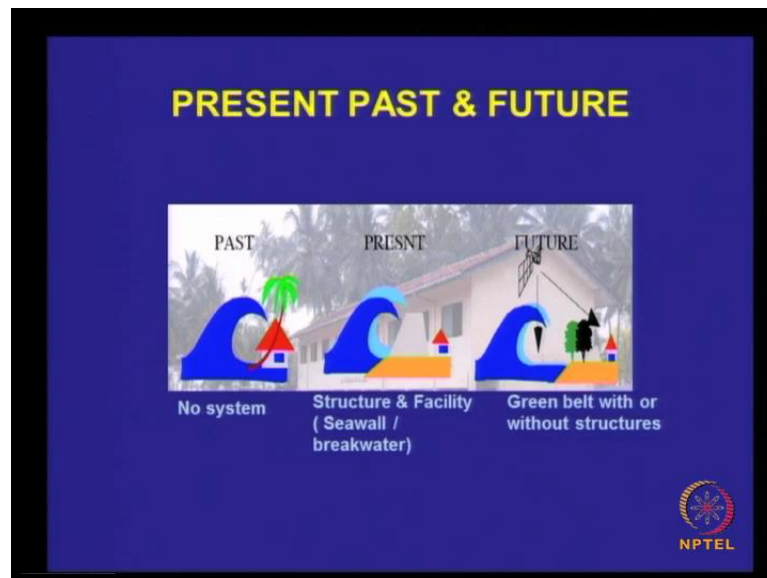 PRESENT PAST & FUTURE
PAST
PRESNT
FUTURE
No system
Structure & Facility
( Seawall /
breakwater)
Green belt with or
without structures
NPTEL